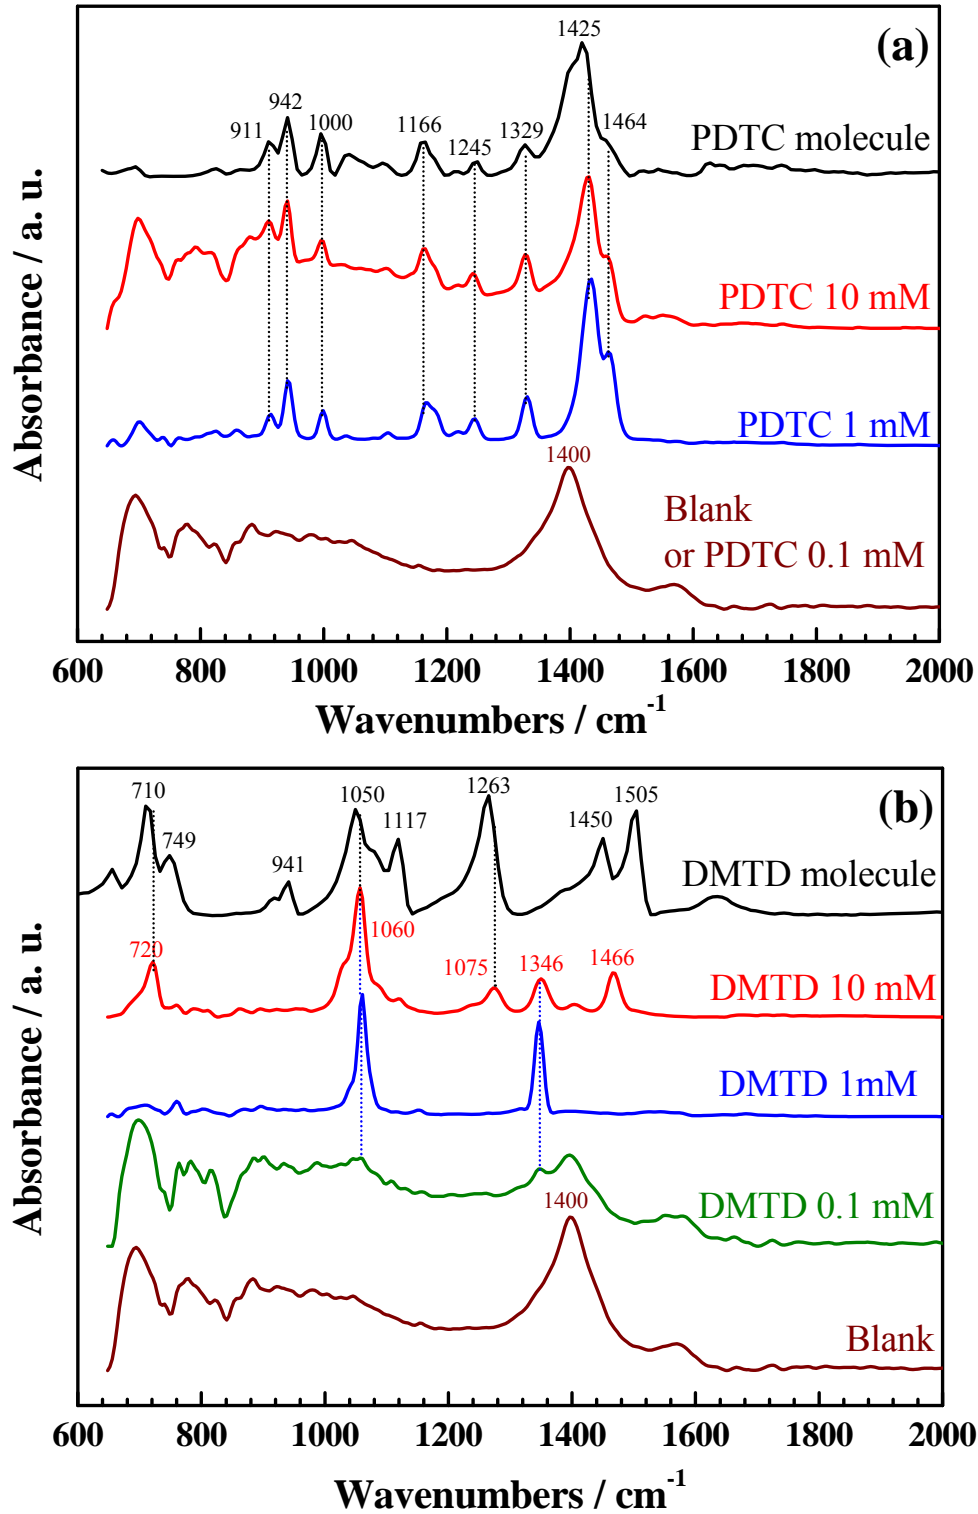 (a)
1425
942
911
1000
1166
1245
1329
1464
PDTC molecule
PDTC 10 mM
PDTC 1 mM
1400
Blank
or PDTC 0.1 mM
Absorbance / a. u.
600 800 1000 1200 1400 1600 1800 2000
Wavenumbers / cm⁻¹
(b)
710
749
941
1050
1117
1263
1450
1505
DMTD molecule
720
1060
1075
1346
1466
DMTD 10 mM
DMTD 1mM
DMTD 0.1 mM
1400
Blank
Absorbance / a. u.
600 800 1000 1200 1400 1600 1800 2000
Wavenumbers / cm⁻¹